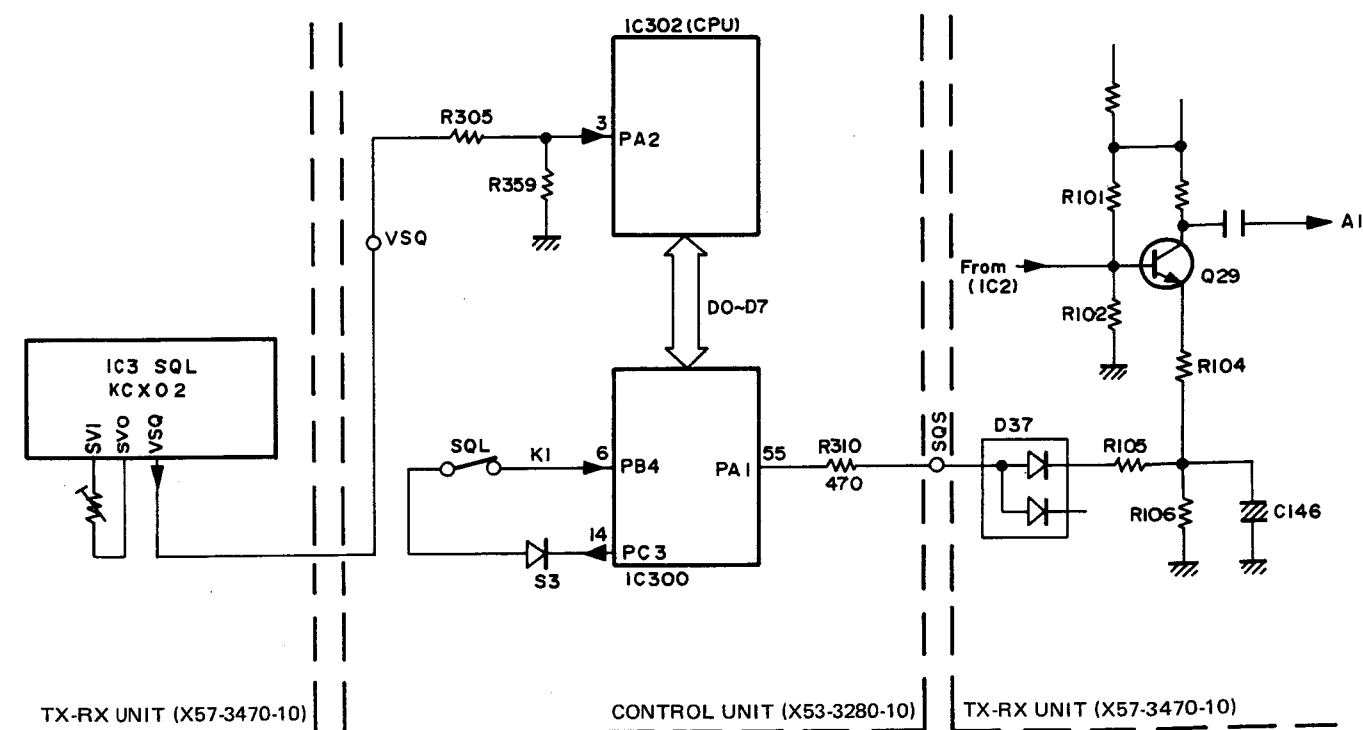 IC302 (CPU)
R305
3
PA2
R359
VSQ
D0~D7
IC3 SQL
KCX02
SVI
SVO
VSQ
SQL
K1
6
PB4
PA1
55
R310
470
14
PC3
S3
IC300
SQS
D37
R105
R106
C146
R101
From
(IC2)
R102
Q29
R104
A1
TX-RX UNIT (X57-3470-10)
CONTROL UNIT (X53-3280-10)
TX-RX UNIT (X57-3470-10)